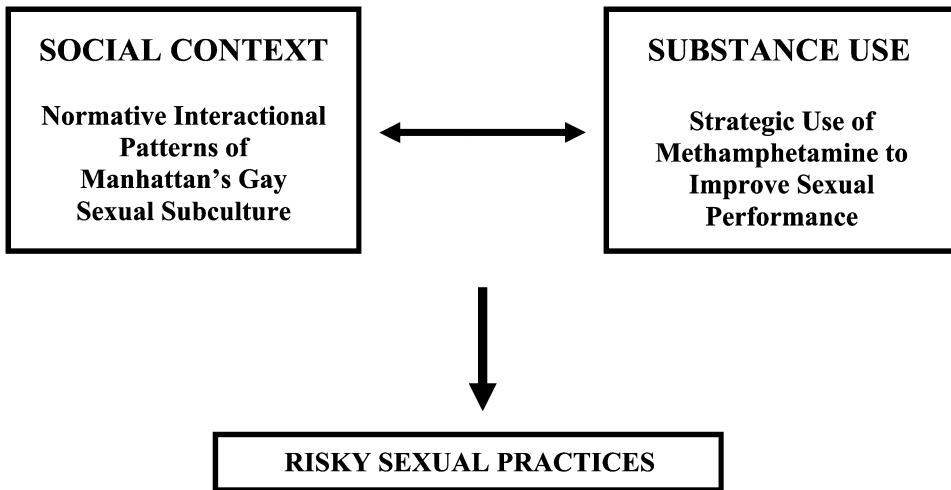 SOCIAL CONTEXT
Normative Interactional
Patterns of
Manhattan’s Gay
Sexual Subculture
SUBSTANCE USE
Strategic Use of
Methamphetamine to
Improve Sexual
Performance
RISKY SEXUAL PRACTICES